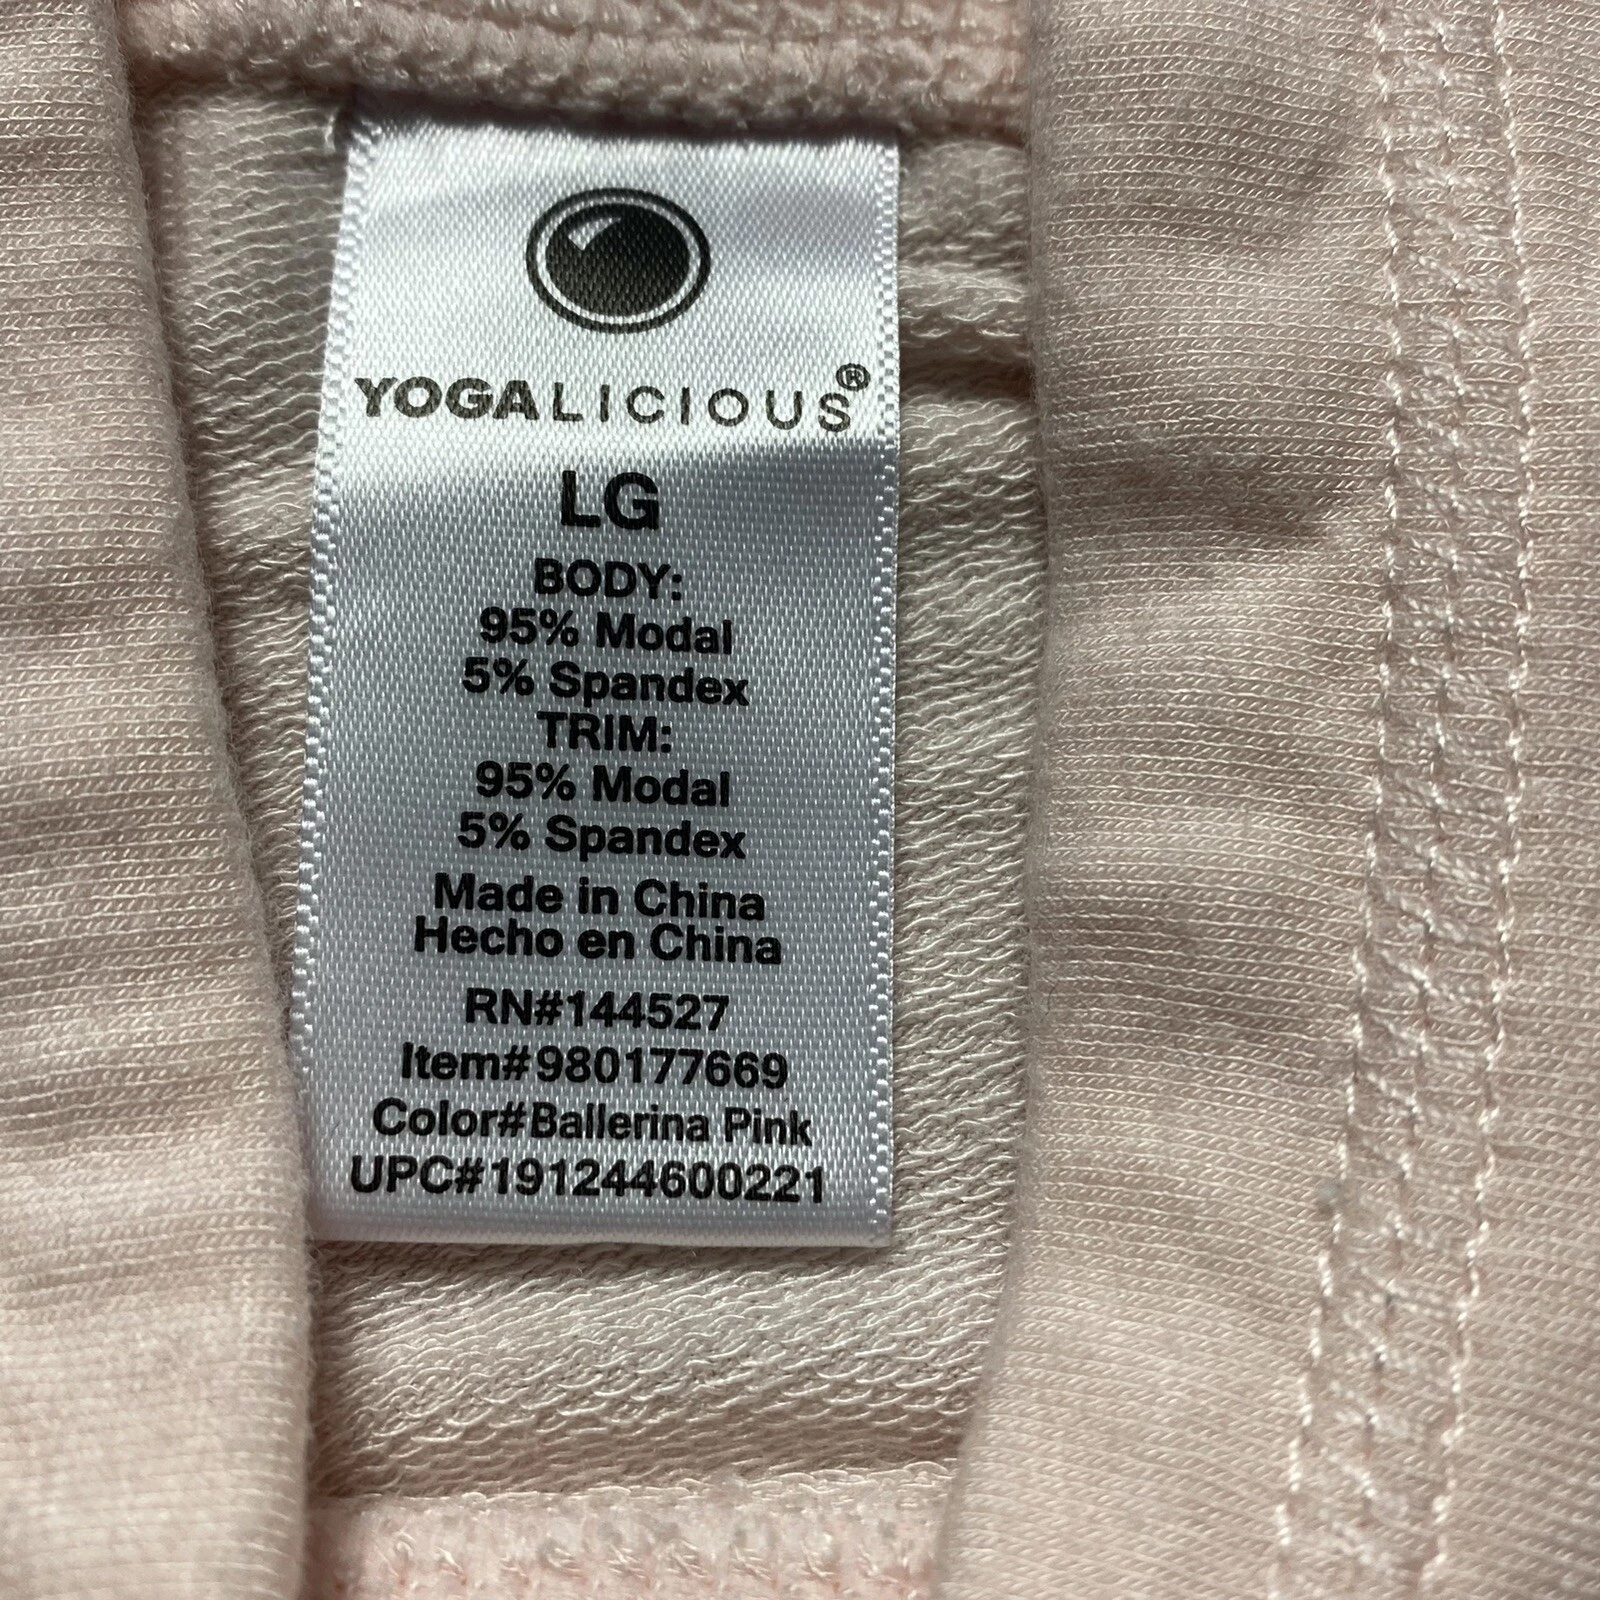 YOGALICIOUS®
LG
BODY:
95% Modal
5% Spandex
TRIM:
95% Modal
5% Spandex
Made in China
Hecho en China
RN#144527
Item#980177669
Color#Ballerina Pink
UPC#191244600221